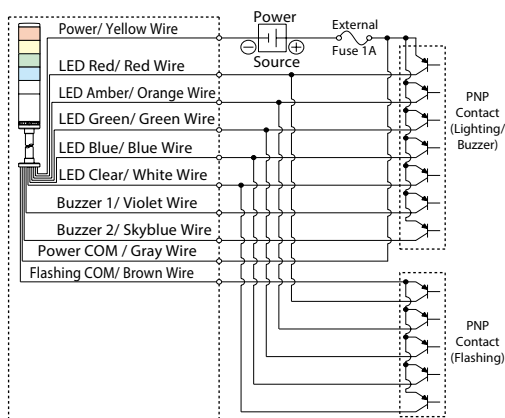 Power/ Yellow Wire
Power
Source
External
Fuse 1A
LED Red/ Red Wire
LED Amber/ Orange Wire
LED Green/ Green Wire
LED Blue/ Blue Wire
LED Clear/ White Wire
Buzzer 1/ Violet Wire
Buzzer 2/ Skyblue Wire
Power COM / Gray Wire
Flashing COM/ Brown Wire
PNP
Contact
(Lighting/
Buzzer)
PNP
Contact
(Flashing)